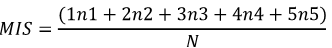 MIS = (1n1 + 2n2 + 3n3 + 4n4 + 5n5)
N